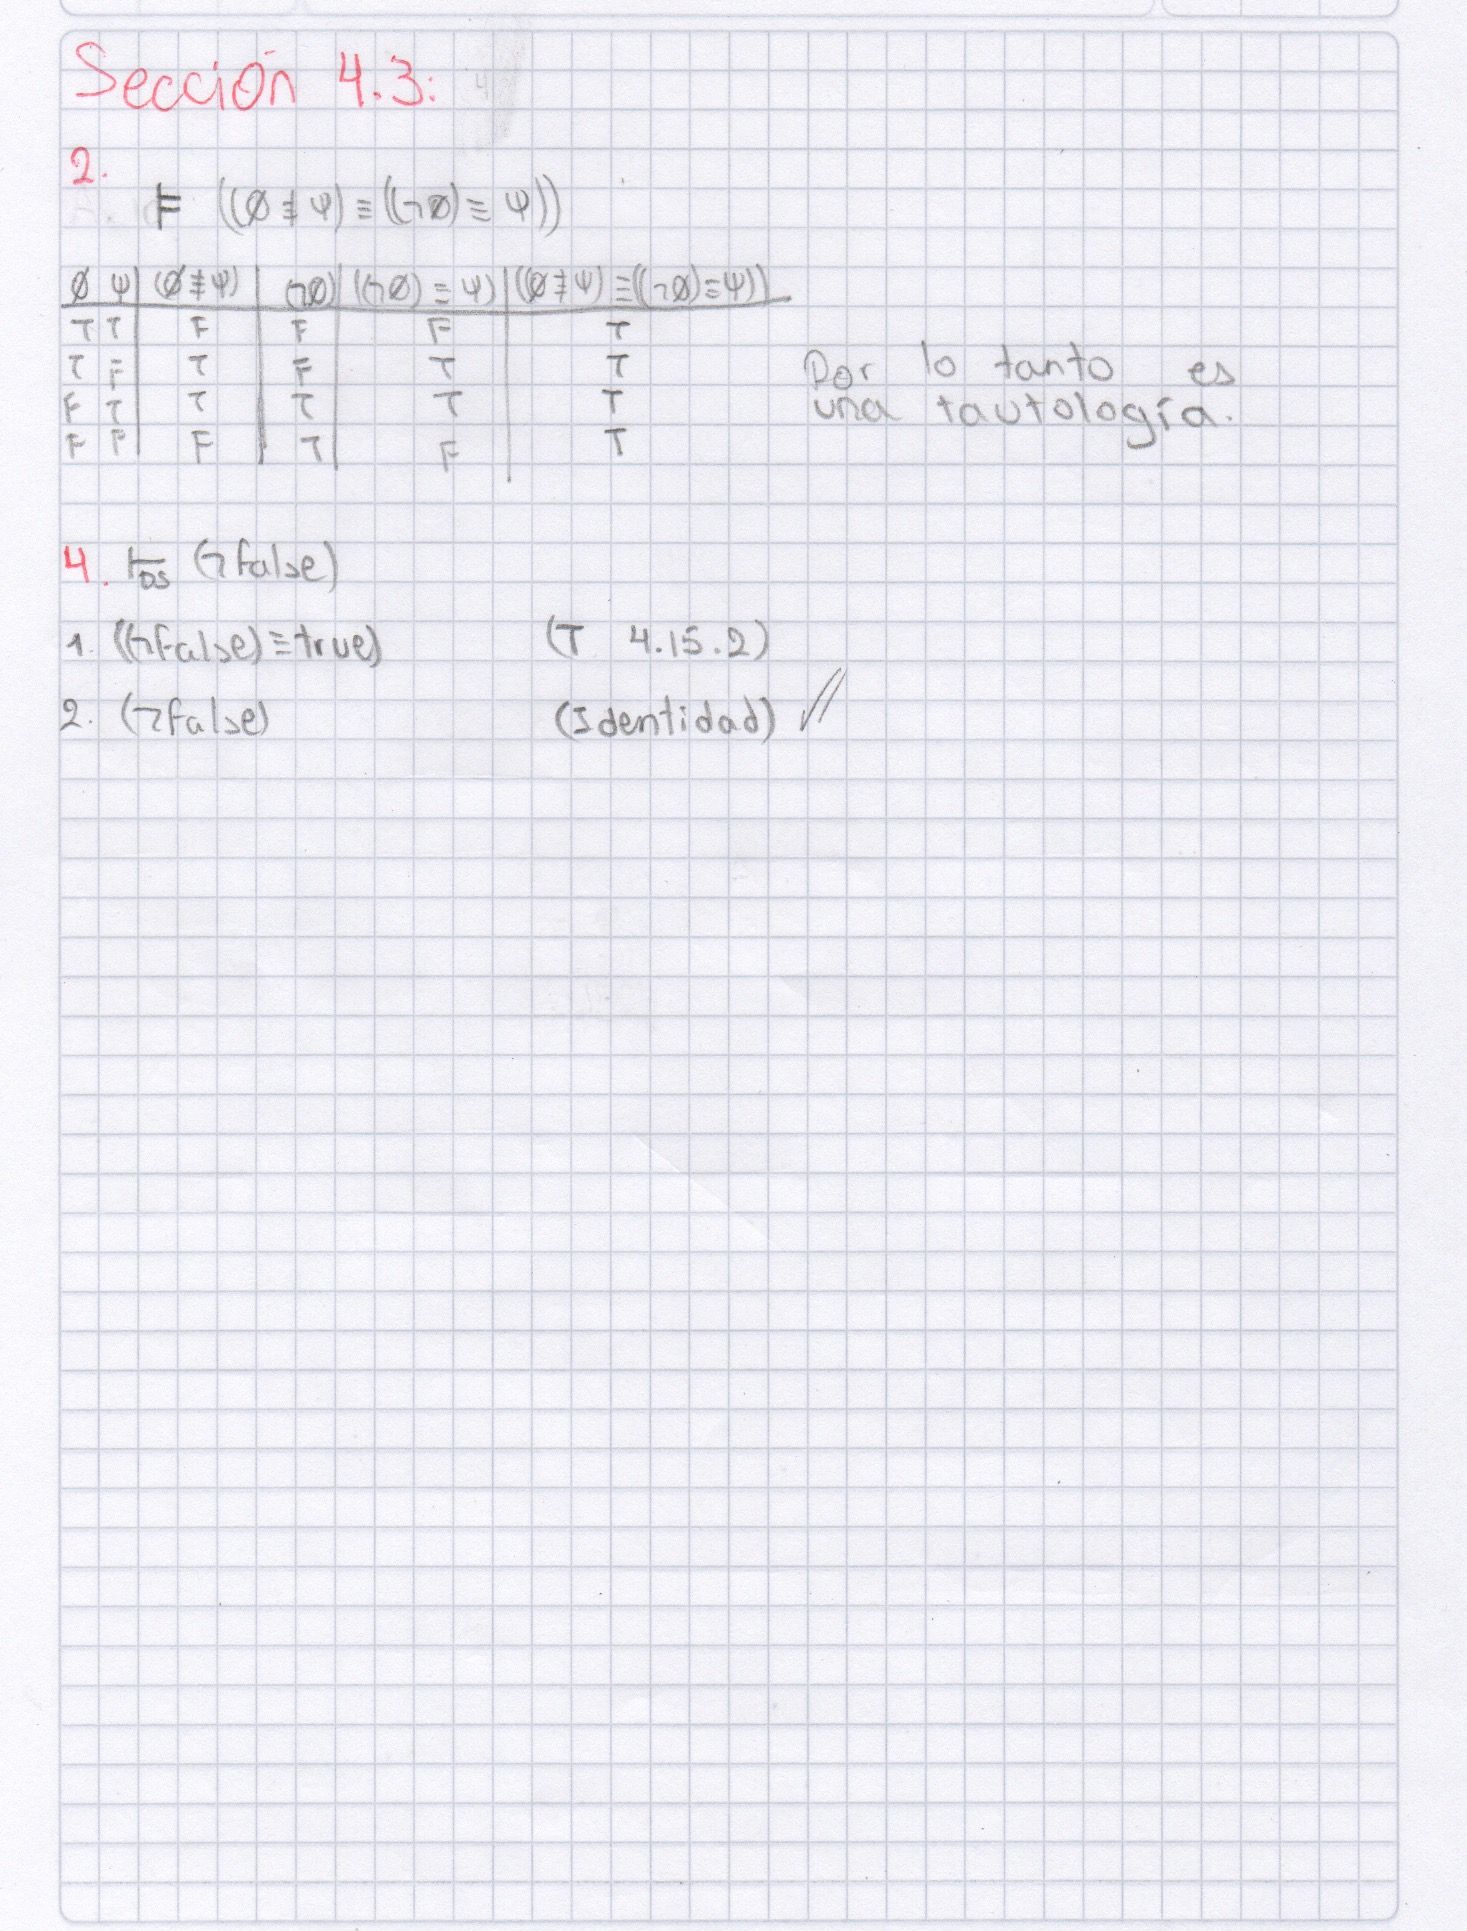 Sección 4.3:
2.
⊨ ((Ø ≢ Ψ) ≡ ((¬Ø) ≡ Ψ))
Ø Ψ (Ø ≢ Ψ) (¬Ø) ((¬Ø) ≡ Ψ) ((Ø ≢ Ψ) ≡ ((¬Ø) ≡ Ψ))
T T F F F T
T F T F T T
F T T T T T
F F F T F T
Por lo tanto es
una tautología.
4. ⊢DS (¬false)
1. ((¬false) ≡ true) (T 4.15.2)
2. (¬false) (Identidad) //